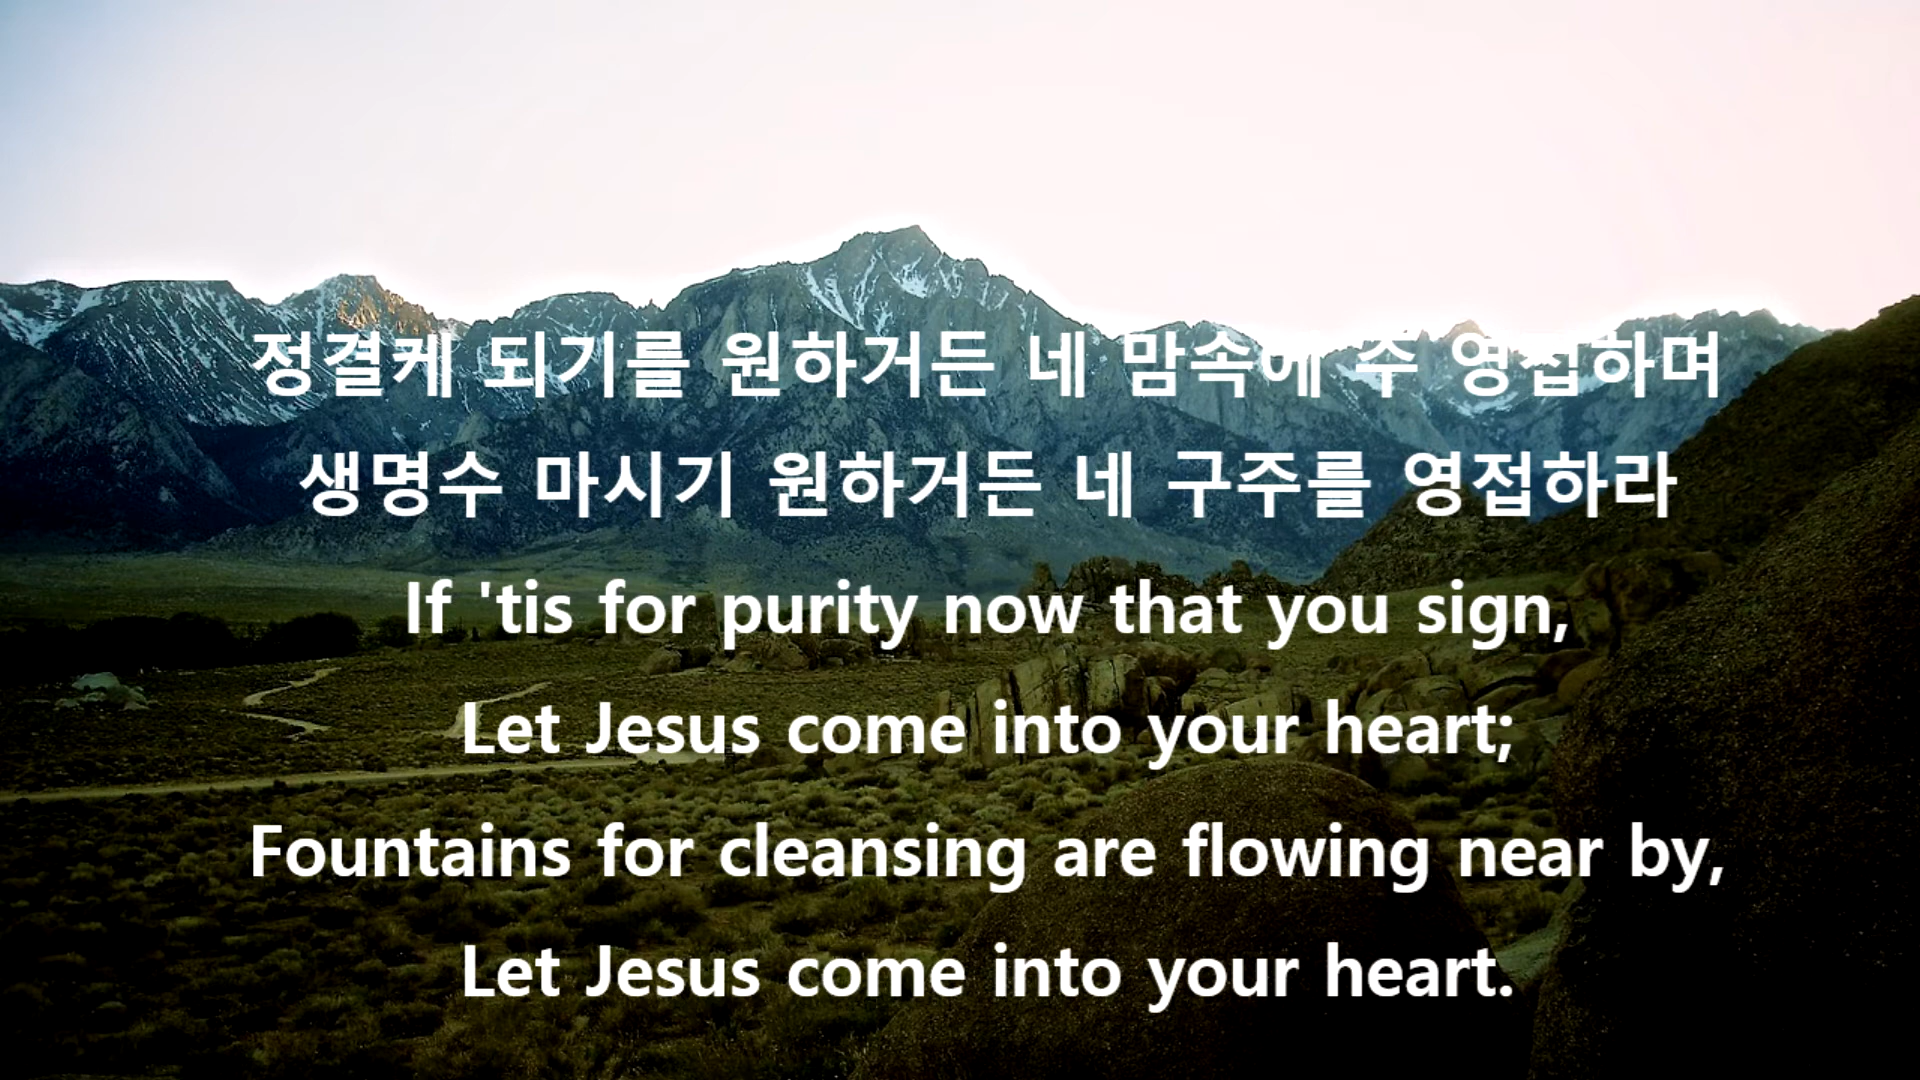 정결케 되기를 원하거든 네 맘속에 주 영접하며
생명수 마시기 원하거든 네 구주를 영접하라
If 'tis for purity now that you sign,
Let Jesus come into your heart;
Fountains for cleansing are flowing near by,
Let Jesus come into your heart.